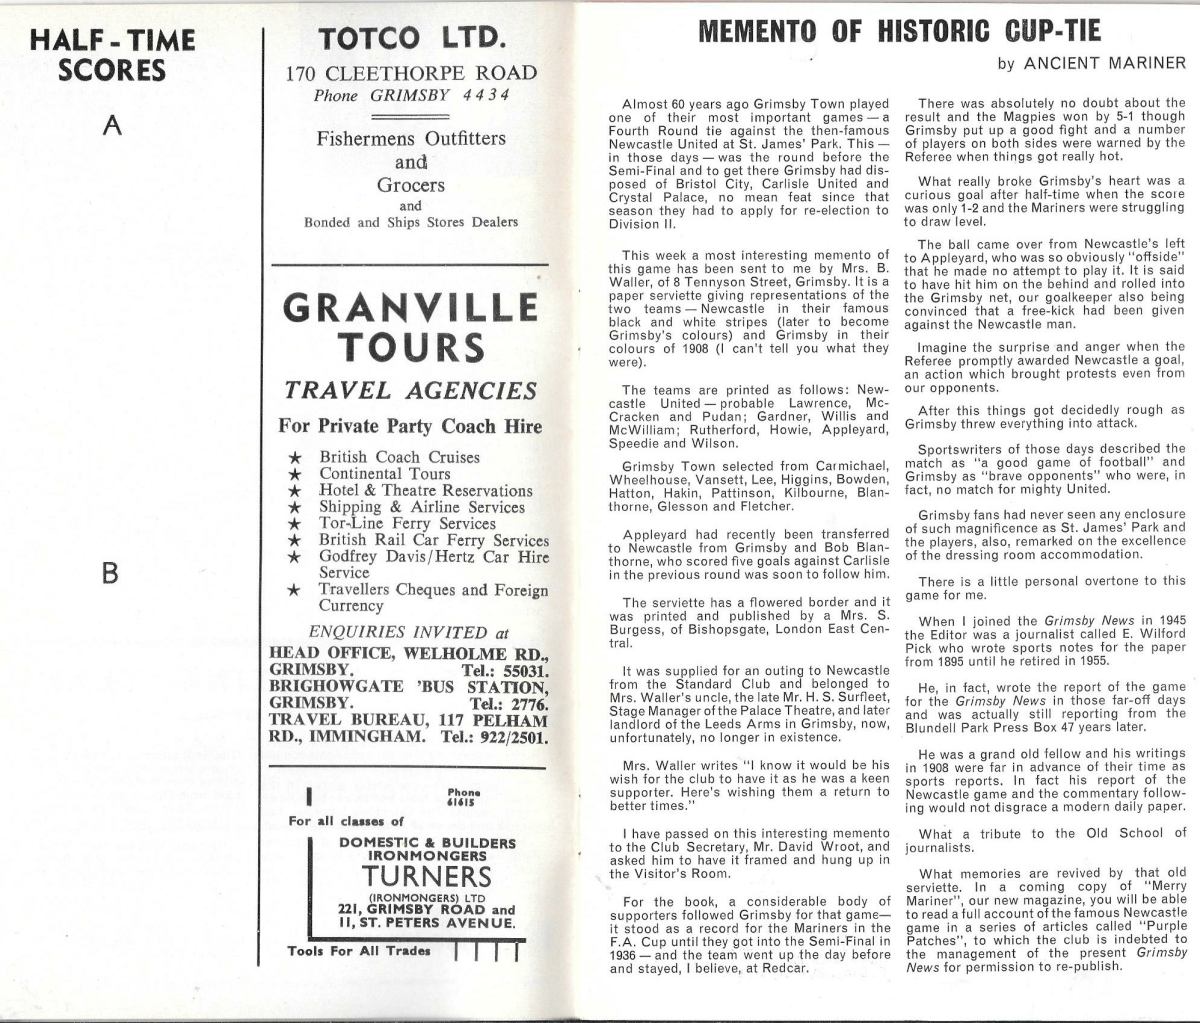 HALF-TIME
SCORES
A
B
TOTCO LTD.
170 CLEETHORPE ROAD
Phone GRIMSBY 4434
Fishermens Outfitters
and
Grocers
and
Bonded and Ships Stores Dealers
GRANVILLE
TOURS
TRAVEL AGENCIES
For Private Party Coach Hire
★ British Coach Cruises
★ Continental Tours
★ Hotel & Theatre Reservations
★ Shipping & Airline Services
★ Tor-Line Ferry Services
★ British Rail Car Ferry Services
★ Godfrey Davis/Hertz Car Hire
Service
★ Travellers Cheques and Foreign
Currency
ENQUIRIES INVITED at
HEAD OFFICE, WELHOLME RD.,
GRIMSBY. Tel.: 55031.
BRIGHOWGATE 'BUS STATION,
GRIMSBY. Tel.: 2776.
TRAVEL BUREAU, 117 PELHAM
RD., IMMINGHAM. Tel.: 922/2501.
Phone
61615
For all classes of
DOMESTIC & BUILDERS
IRONMONGERS
TURNERS
(IRONMONGERS) LTD
221, GRIMSBY ROAD and
11, ST. PETERS AVENUE.
Tools For All Trades
MEMENTO OF HISTORIC CUP-TIE
by ANCIENT MARINER
Almost 60 years ago Grimsby Town played
one of their most important games — a
Fourth Round tie against the then-famous
Newcastle United at St. James' Park. This —
in those days — was the round before the
Semi-Final and to get there Grimsby had dis-
posed of Bristol City, Carlisle United and
Crystal Palace, no mean feat since that
season they had to apply for re-election to
Division II.
This week a most interesting memento of
this game has been sent to me by Mrs. B.
Waller, of 8 Tennyson Street, Grimsby. It is a
paper serviette giving representations of the
two teams — Newcastle in their famous
black and white stripes (later to become
Grimsby's colours) and Grimsby in their
colours of 1908 (I can't tell you what they
were).
The teams are printed as follows: New-
castle United — probable Lawrence, Mc-
Cracken and Pudan; Gardner, Willis and
McWilliam; Rutherford, Howie, Appleyard,
Speedie and Wilson.
Grimsby Town selected from Carmichael,
Wheelhouse, Vansett, Lee, Higgins, Bowden,
Hatton, Hakin, Pattinson, Kilbourne, Blan-
thorne, Glesson and Fletcher.
Appleyard had recently been transferred
to Newcastle from Grimsby and Bob Blan-
thorne, who scored five goals against Carlisle
in the previous round was soon to follow him.
The serviette has a flowered border and it
was printed and published by a Mrs. S.
Burgess, of Bishopsgate, London East Cen-
tral.
It was supplied for an outing to Newcastle
from the Standard Club and belonged to
Mrs. Waller's uncle, the late Mr. H. S. Surfleet,
Stage Manager of the Palace Theatre, and later
landlord of the Leeds Arms in Grimsby, now,
unfortunately, no longer in existence.
Mrs. Waller writes "I know it would be his
wish for the club to have it as he was a keen
supporter. Here's wishing them a return to
better times."
I have passed on this interesting memento
to the Club Secretary, Mr. David Wroot, and
asked him to have it framed and hung up in
the Visitor's Room.
For the book, a considerable body of
supporters followed Grimsby for that game—
it stood as a record for the Mariners in the
F.A. Cup until they got into the Semi-Final in
1936 — and the team went up the day before
and stayed, I believe, at Redcar.
There was absolutely no doubt about the
result and the Magpies won by 5-1 though
Grimsby put up a good fight and a number
of players on both sides were warned by the
Referee when things got really hot.
What really broke Grimsby's heart was a
curious goal after half-time when the score
was only 1-2 and the Mariners were struggling
to draw level.
The ball came over from Newcastle's left
to Appleyard, who was so obviously "offside"
that he made no attempt to play it. It is said
to have hit him on the behind and rolled into
the Grimsby net, our goalkeeper also being
convinced that a free-kick had been given
against the Newcastle man.
Imagine the surprise and anger when the
Referee promptly awarded Newcastle a goal,
an action which brought protests even from
our opponents.
After this things got decidedly rough as
Grimsby threw everything into attack.
Sportswriters of those days described the
match as "a good game of football" and
Grimsby as "brave opponents" who were, in
fact, no match for mighty United.
Grimsby fans had never seen any enclosure
of such magnificence as St. James' Park and
the players, also, remarked on the excellence
of the dressing room accommodation.
There is a little personal overtone to this
game for me.
When I joined the Grimsby News in 1945
the Editor was a journalist called E. Wilford
Pick who wrote sports notes for the paper
from 1895 until he retired in 1955.
He, in fact, wrote the report of the game
for the Grimsby News in those far-off days
and was actually still reporting from the
Blundell Park Press Box 47 years later.
He was a grand old fellow and his writings
in 1908 were far in advance of their time as
sports reports. In fact his report of the
Newcastle game and the commentary follow-
ing would not disgrace a modern daily paper.
What a tribute to the Old School of
journalists.
What memories are revived by that old
serviette. In a coming copy of "Merry
Mariner", our new magazine, you will be able
to read a full account of the famous Newcastle
game in a series of articles called "Purple
Patches", to which the club is indebted to
the management of the present Grimsby
News for permission to re-publish.